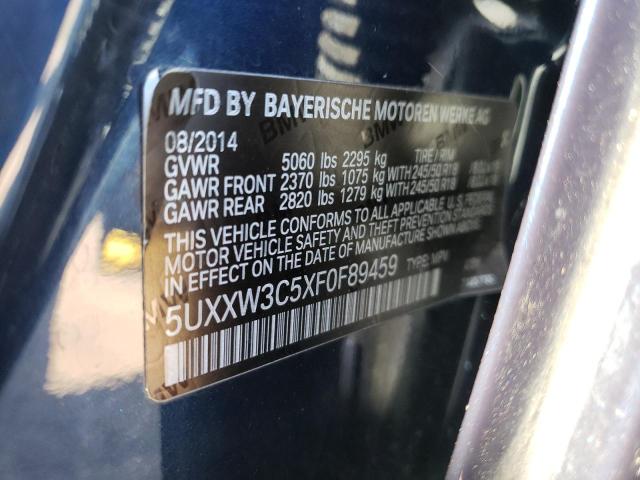 MFD BY BAYERISCHE MOTOREN WERKE AG
08/2014
GVWR 5060 lbs 2295 kg TIRE / RIM
GAWR FRONT 2370 lbs 1075 kg WITH 245/50 R18
GAWR REAR 2820 lbs 1279 kg WITH 245/50 R18
THIS VEHICLE CONFORMS TO ALL APPLICABLE U.S. FEDERAL
MOTOR VEHICLE SAFETY AND THEFT PREVENTION STANDARDS
IN EFFECT ON THE DATE OF MANUFACTURE SHOWN ABOVE
5UXXW3C5XF0F89459 TYPE: MPV